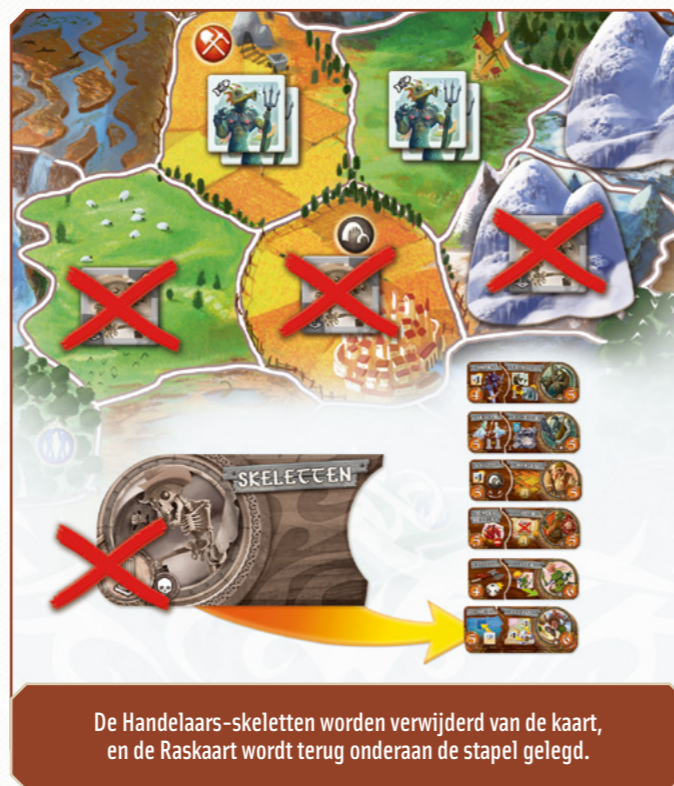 SKELETTEN
De Handelaars-skeletten worden verwijderd van de kaart,
en de Raskaart wordt terug onderaan de stapel gelegd.